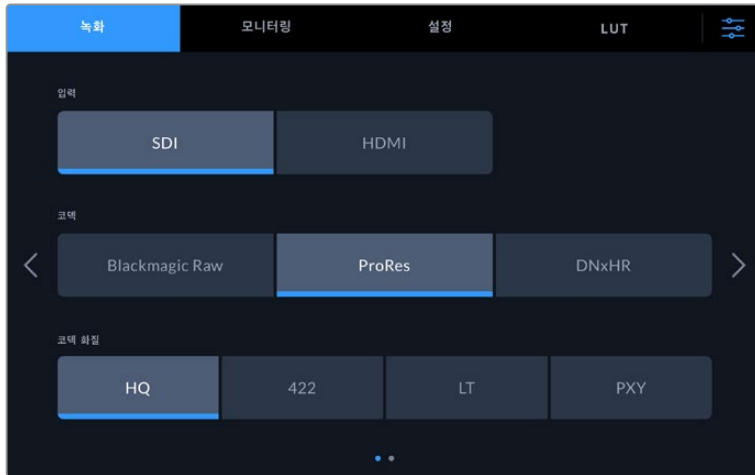 녹화 모니터링 설정 LUT
입력
SDI HDMI
코덱
Blackmagic Raw ProRes DNxHR
코덱 화질
HQ 422 LT PXY